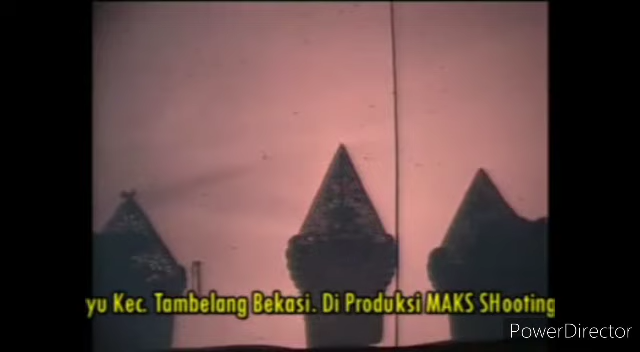 yu Kec. Tambelang Bekasi. Di Produksi MAKS SHooting
PowerDirector